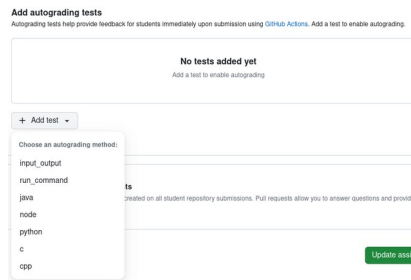 Add autograding tests
Autograding tests help provide feedback for students immediately upon submission using GitHub Actions. Add a test to enable autograding.
No tests added yet
Add a test to enable autograding
+ Add test
Choose an autograding method:
input_output
run_command
ts
java
created on all student repository submissions. Pull requests allow you to answer questions and provid
node
python
c
Update assi
cpp